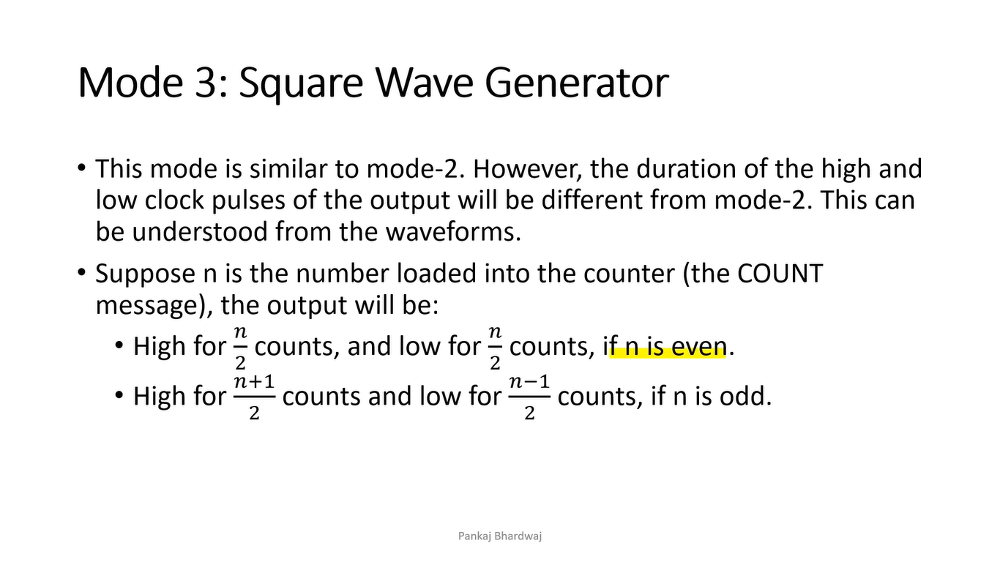 Mode 3: Square Wave Generator
• This mode is similar to mode-2. However, the duration of the high and
low clock pulses of the output will be different from mode-2. This can
be understood from the waveforms.
• Suppose n is the number loaded into the counter (the COUNT
message), the output will be:
• High for n/2 counts, and low for n/2 counts, if n is even.
• High for n+1/2 counts and low for n−1/2 counts, if n is odd.
Pankaj Bhardwaj